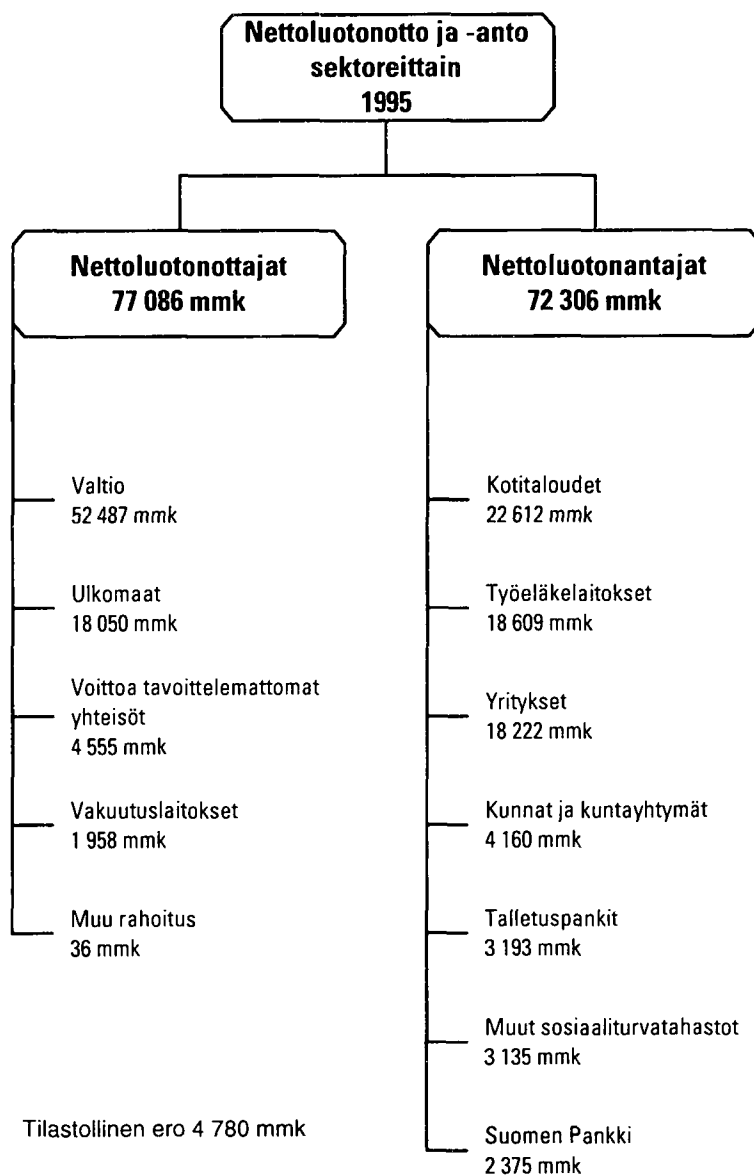 Nettoluotonotto ja -anto
sektoreittain
1995
Nettoluotonottajat
77 086 mmk
Valtio
52 487 mmk
Ulkomaat
18 050 mmk
Voittoa tavoittelemattomat
yhteisöt
4 555 mmk
Vakuutuslaitokset
1 958 mmk
Muu rahoitus
36 mmk
Nettoluotonantajat
72 306 mmk
Kotitaloudet
22 612 mmk
Työeläkelaitokset
18 609 mmk
Yritykset
18 222 mmk
Kunnat ja kuntayhtymät
4 160 mmk
Talletuspankit
3 193 mmk
Muut sosiaaliturvatahastot
3 135 mmk
Suomen Pankki
2 375 mmk
Tilastollinen ero 4 780 mmk